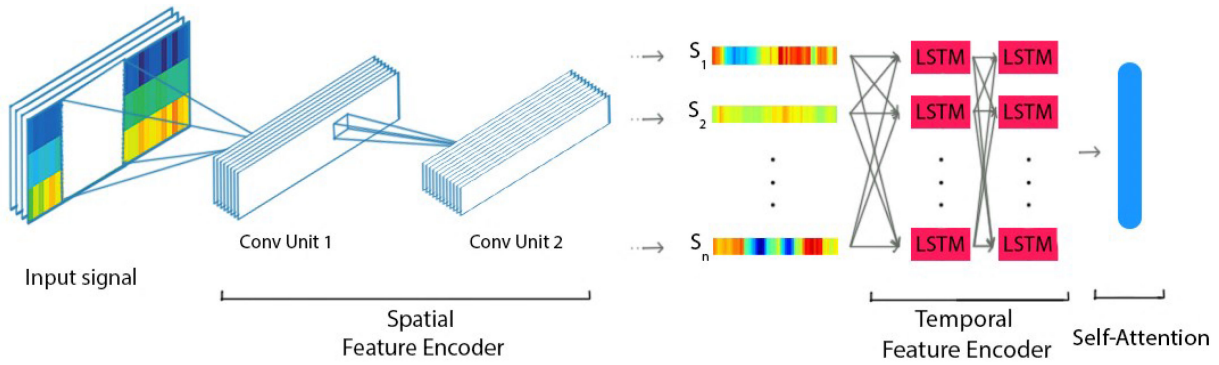 S1
LSTM LSTM
S2
LSTM LSTM
Conv Unit 1
Conv Unit 2
Sn
LSTM LSTM
Input signal
Spatial
Feature Encoder
Temporal
Feature Encoder
Self-Attention